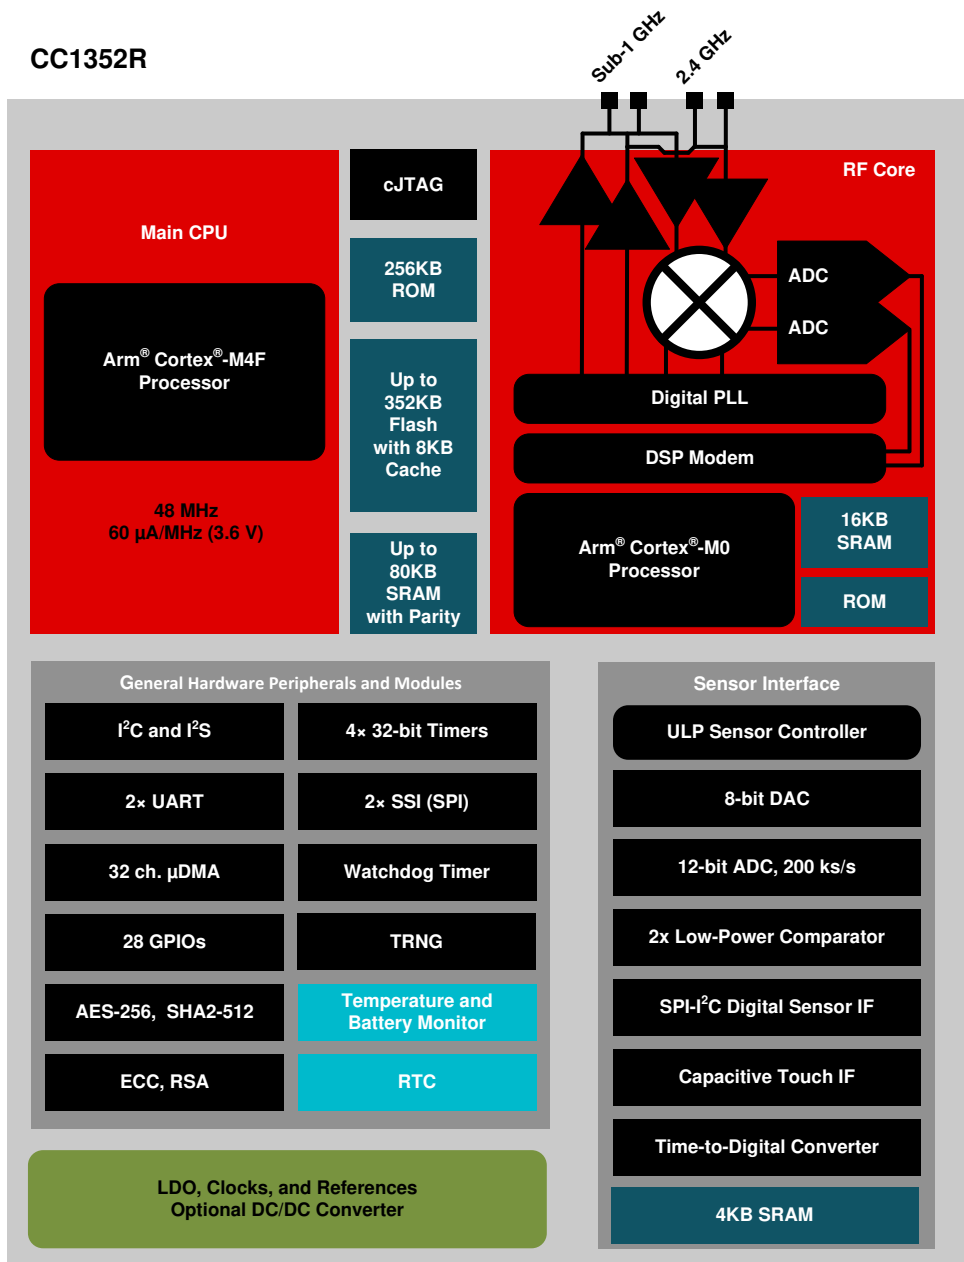 CC1352R
Sub-1 GHz
2.4 GHz
Main CPU
Arm® Cortex®-M4F
Processor
48 MHz
60 µA/MHz (3.6 V)
cJTAG
256KB
ROM
Up to
352KB
Flash
with 8KB
Cache
Up to
80KB
SRAM
with Parity
RF Core
ADC
ADC
Digital PLL
DSP Modem
Arm® Cortex®-M0
Processor
16KB
SRAM
ROM
General Hardware Peripherals and Modules
I²C and I²S
4× 32-bit Timers
2× UART
2× SSI (SPI)
32 ch. µDMA
Watchdog Timer
28 GPIOs
TRNG
AES-256, SHA2-512
Temperature and
Battery Monitor
ECC, RSA
RTC
LDO, Clocks, and References
Optional DC/DC Converter
Sensor Interface
ULP Sensor Controller
8-bit DAC
12-bit ADC, 200 ks/s
2x Low-Power Comparator
SPI-I²C Digital Sensor IF
Capacitive Touch IF
Time-to-Digital Converter
4KB SRAM